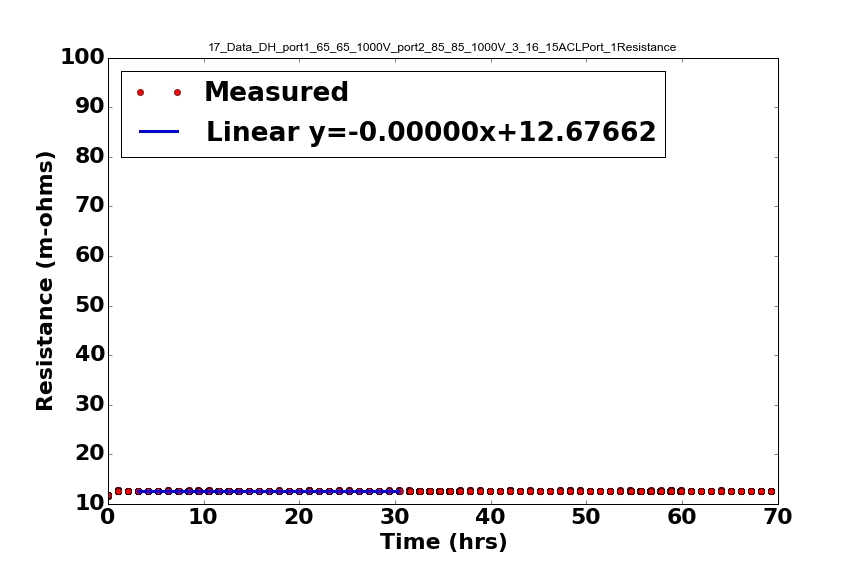 17_Data_DH_port1_65_65_1000V_port2_85_85_1000V_3_16_15ACLPort_1Resistance
100
90
80
70
60
50
40
30
20
10
Measured
Linear y=-0.00000x+12.67662
Resistance (m-ohms)
0 10 20 30 40 50 60 70
Time (hrs)